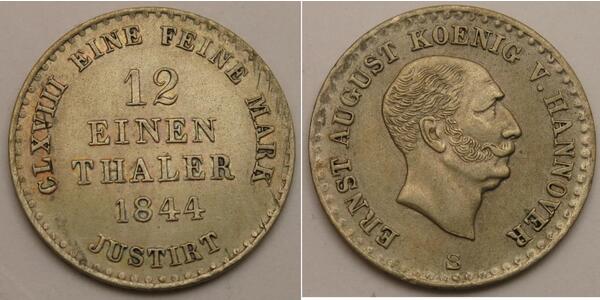 CLXVIII EINE FEINE MARK
12
EINEN
THALER
1844
JUSTIRT
ERNST AUGUST KOENIG V. HANNOVER
S